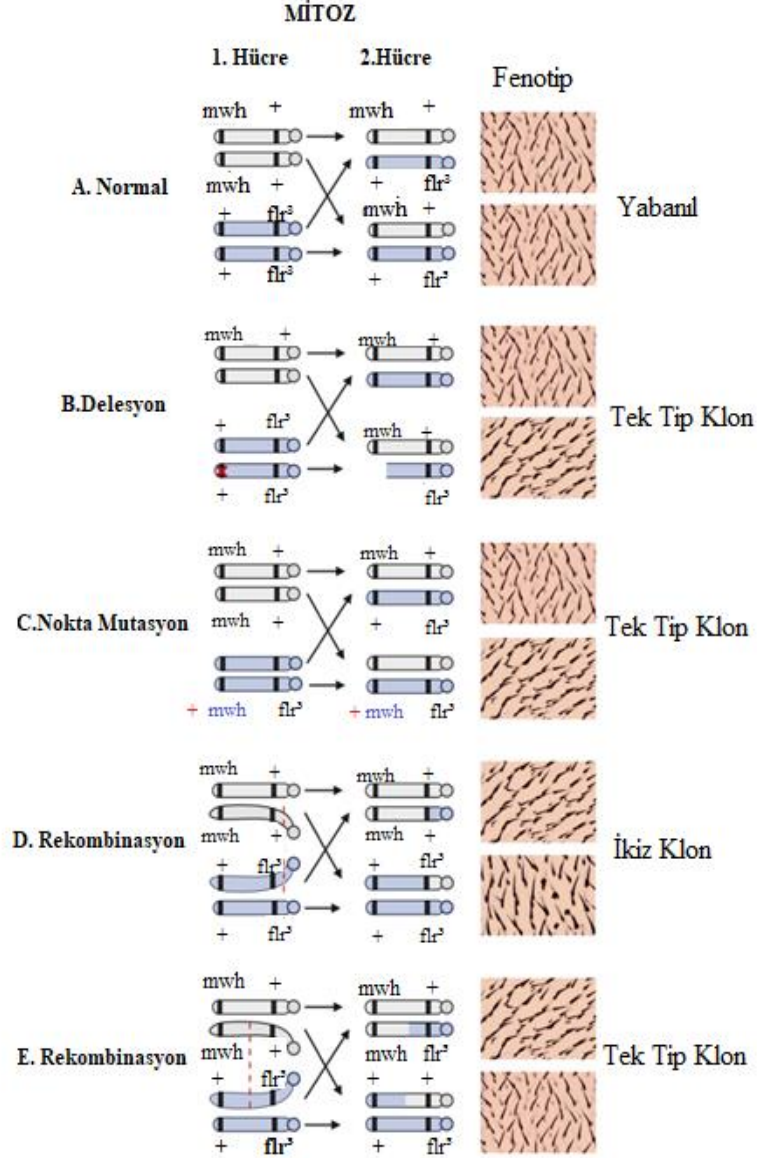 MİTOZ
1. Hücre 2.Hücre
Fenotip
mwh + mwh +
A. Normal
mwh + + flr³
+ flr³ mwh +
Yabanıl
+ flr³ + flr³
mwh + mwh +
B.Delesyon
+ flr³ mwh +
Tek Tip Klon
+ flr³ flr³
mwh + mwh +
C.Nokta Mutasyon
mwh + + flr³
Tek Tip Klon
+ mwh flr³ + mwh flr³
mwh + mwh +
D. Rekombinasyon
mwh + mwh +
+ flr³ + flr³
İkiz Klon
+ flr³ + flr³
mwh + mwh +
E. Rekombinasyon
mwh + mwh flr³
+ flr³ + +
Tek Tip Klon
+ flr³ + flr³